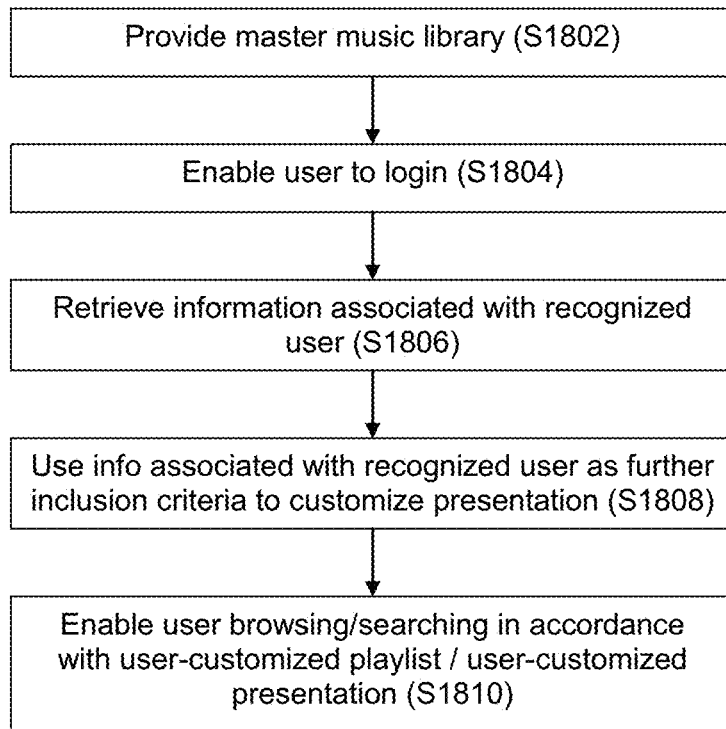 Provide master music library (S1802)
Enable user to login (S1804)
Retrieve information associated with recognized
user (S1806)
Use info associated with recognized user as further
inclusion criteria to customize presentation (S1808)
Enable user browsing/searching in accordance
with user-customized playlist / user-customized
presentation (S1810)